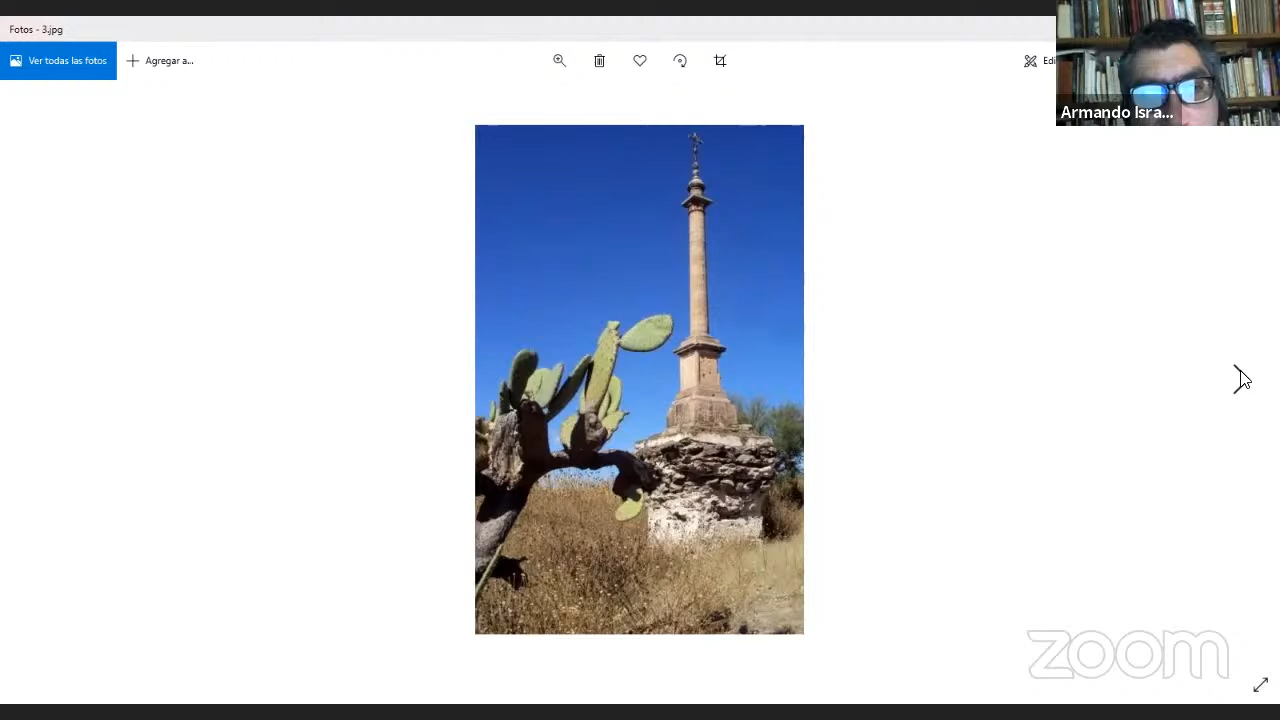 Fotos - 3.jpg
Ver todas las fotos
Agregar a...
Edi
Armando Isra...
zoom